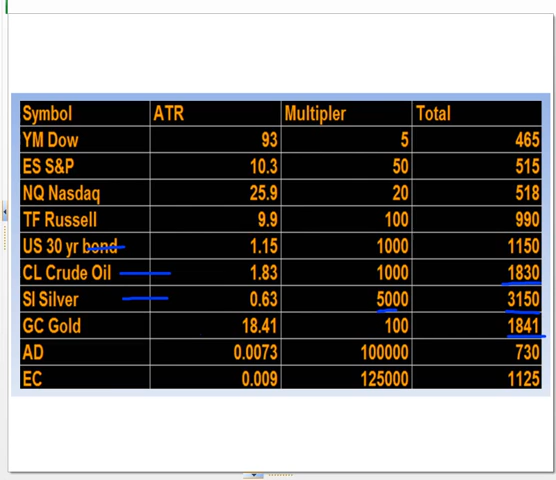 Symbol ATR Multipler Total
YM Dow 93 5 465
ES S&P 10.3 50 515
NQ Nasdaq 25.9 20 518
TF Russell 9.9 100 990
US 30 yr bond 1.15 1000 1150
CL Crude Oil 1.83 1000 1830
SI Silver 0.63 5000 3150
GC Gold 18.41 100 1841
AD 0.0073 100000 730
EC 0.009 125000 1125